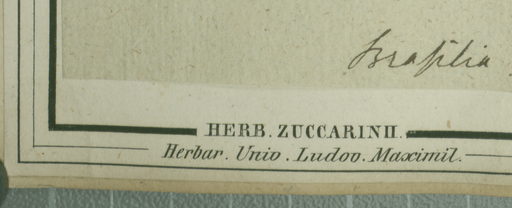 Brasilia
HERB. ZUCCARINII.
Herbar. Univ. Ludov. Maximil.